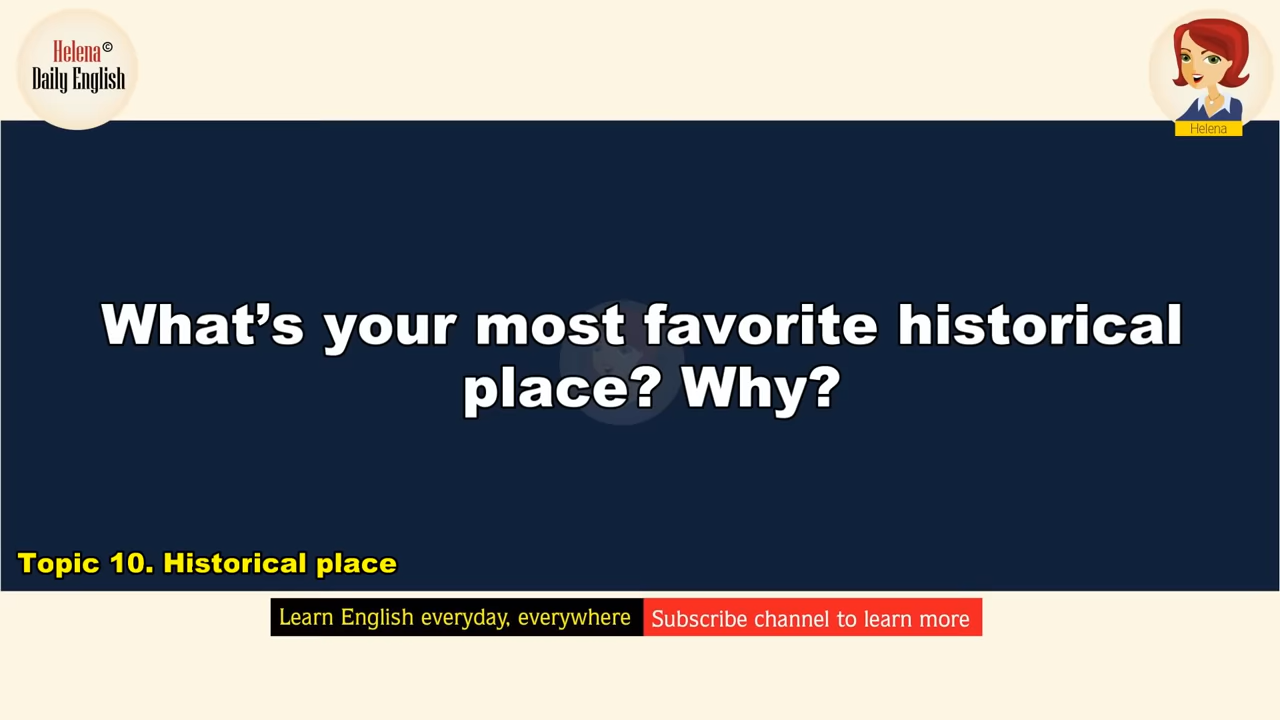 Helena©
Daily English
Helena
What’s your most favorite historical
place? Why?
Topic 10. Historical place
Learn English everyday, everywhere
Subscribe channel to learn more